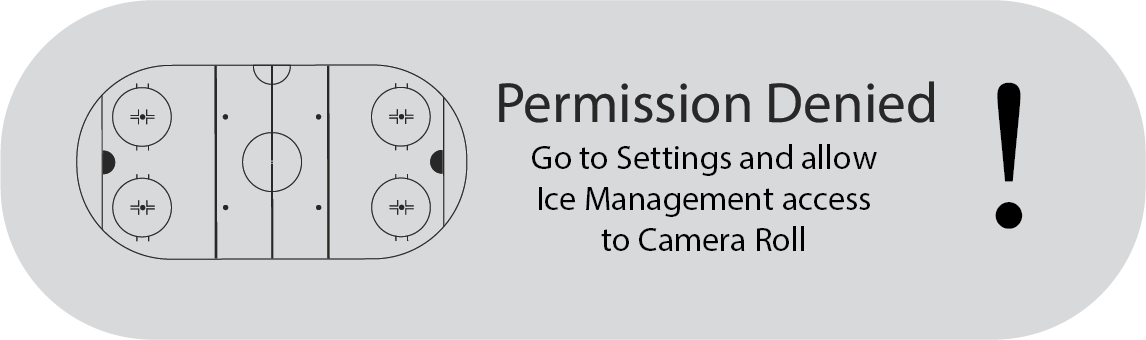 Permission Denied
Go to Settings and allow
Ice Management access
to Camera Roll
!